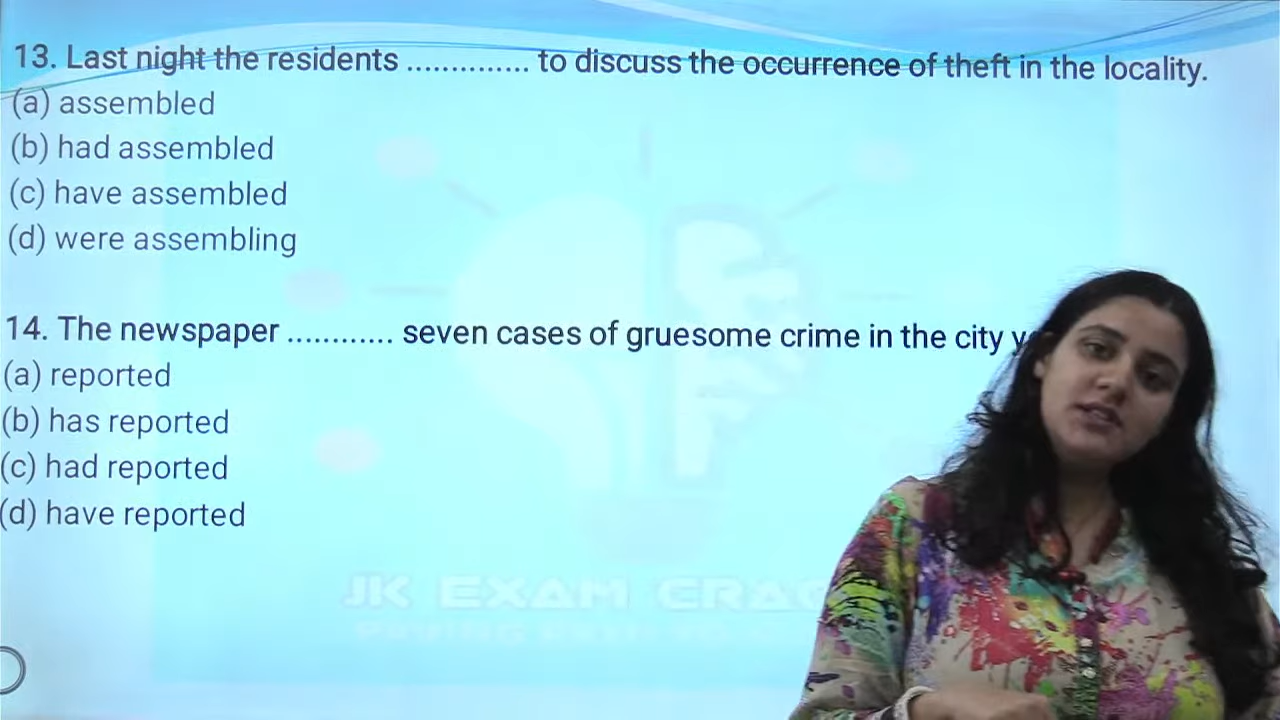 13. Last night the residents .............. to discuss the occurrence of theft in the locality.
(a) assembled
(b) had assembled
(c) have assembled
(d) were assembling
14. The newspaper ............ seven cases of gruesome crime in the city
(a) reported
(b) has reported
(c) had reported
(d) have reported
JK EXAM